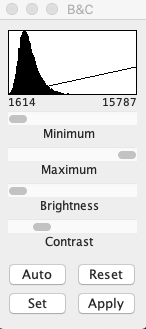 B&C
1614 15787
Minimum
Maximum
Brightness
Contrast
Auto Reset
Set Apply